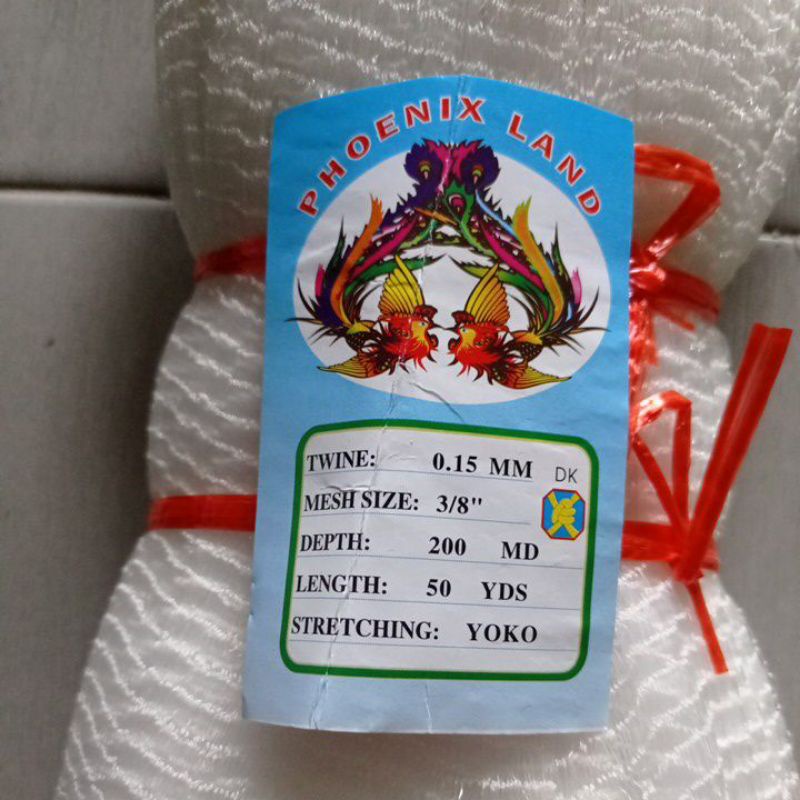 PHOENIX LAND
TWINE: 0.15 MM DK
MESH SIZE: 3/8"
DEPTH: 200 MD
LENGTH: 50 YDS
STRETCHING: YOKO